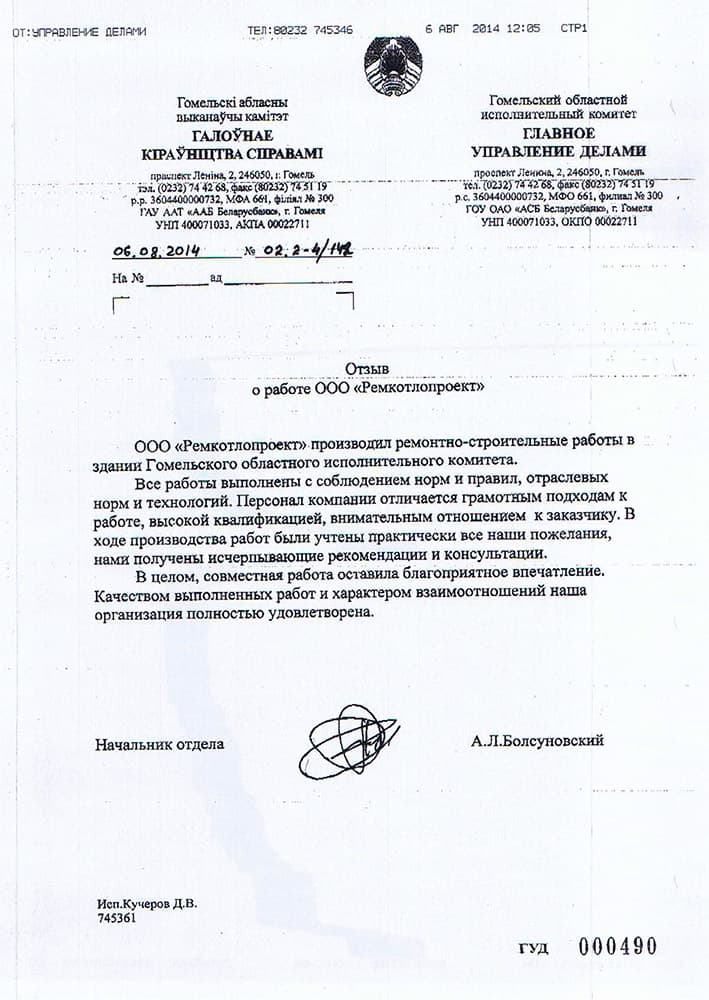 ОТ:УПРАВЛЕНИЕ ДЕЛАМИ ТЕЛ:80232 745346 6 АВГ 2014 12:05 СТР1
Гомельскі абласны
выканаўчы камітэт
ГАЛОЎНАЕ
КІРАЎНІЦТВА СПРАВАМІ
праспект Леніна, 2, 246050, г. Гомель
тэл. (0232) 74 42 68, факс (80232) 74 51 19
р.р. 3604400000732, МФА 661, філіял № 300
ГАУ ААТ «ААБ Беларусбанк», г. Гомеля
УНП 400071033, АКПА 00022711
Гомельский областной
исполнительный комитет
ГЛАВНОЕ
УПРАВЛЕНИЕ ДЕЛАМИ
проспект Ленина, 2, 246050, г. Гомель
тел. (0232) 74 42 68, факс (80232) 74 51 19
р.с. 3604400000732, МФО 661, филиал № 300
ГОУ ОАО «АСБ Беларусбанк», г. Гомеля
УНП 400071033, ОКПО 00022711
06.08.2014 № 02.2-4/142
На № ад
Отзыв
о работе ООО «Ремкотлопроект»
ООО «Ремкотлопроект» производил ремонтно-строительные работы в
здании Гомельского областного исполнительного комитета.
Все работы выполнены с соблюдением норм и правил, отраслевых
норм и технологий. Персонал компании отличается грамотным подходам к
работе, высокой квалификацией, внимательным отношением к заказчику. В
ходе производства работ были учтены практически все наши пожелания,
нами получены исчерпывающие рекомендации и консультации.
В целом, совместная работа оставила благоприятное впечатление.
Качеством выполненных работ и характером взаимоотношений наша
организация полностью удовлетворена.
Начальник отдела А.Л.Болсуновский
Исп.Кучеров Д.В.
745361
ГУД 000490